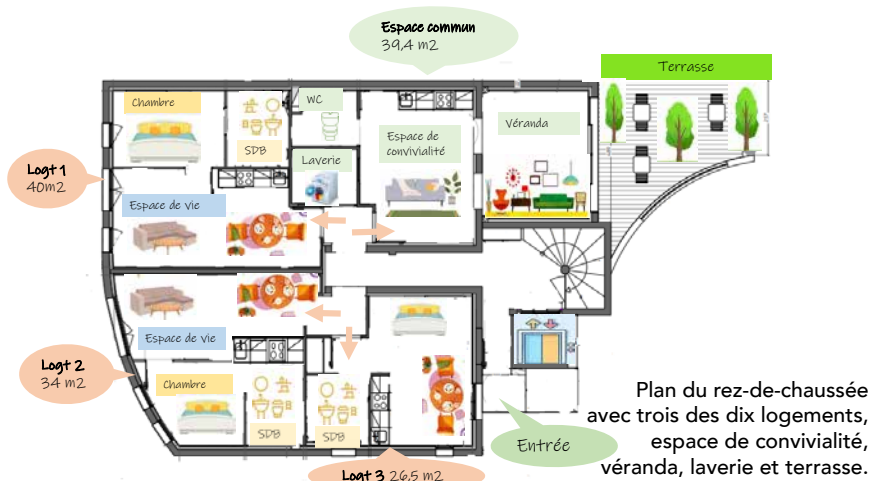 Espace commun
39,4 m2
Terrasse
Chambre
WC
SDB
Espace de
convivialité
Véranda
Laverie
Logt 1
40m2
Espace de vie
Espace de vie
Logt 2
34 m2
Chambre
SDB
SDB
Entrée
Logt 3 26,5 m2
Plan du rez-de-chaussée
avec trois des dix logements,
espace de convivialité,
véranda, laverie et terrasse.